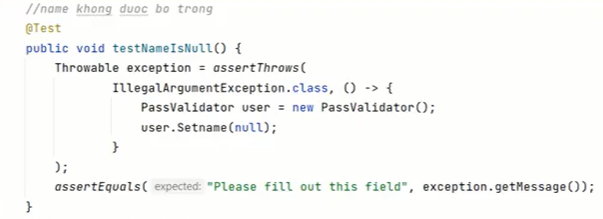 //name khong duoc bo trong
@Test
public void testNameIsNull() {
Throwable exception = assertThrows(
IllegalArgumentException.class, () -> {
PassValidator user = new PassValidator();
user.Setname(null);
}
);
assertEquals( expected: "Please fill out this field", exception.getMessage());
}